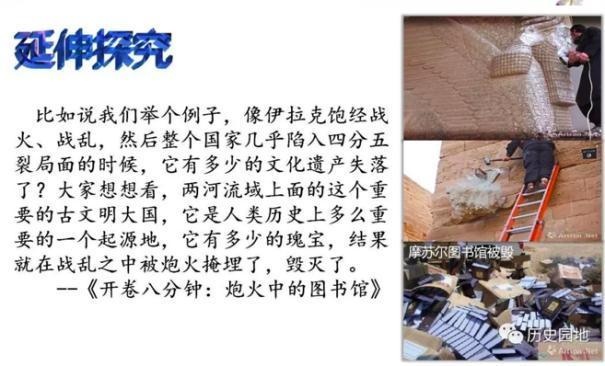 延伸探究
比如说我们举个例子，像伊拉克饱经战
火、战乱，然后整个国家几乎陷入四分五
裂局面的时候，它有多少的文化遗产失落
了？大家想想看，两河流域上面的这个重
要的古文明大国，它是人类历史上多么重
要的一个起源地，它有多少的瑰宝，结果
就在战乱之中被炮火掩埋了，毁灭了。
--《开卷八分钟：炮火中的图书馆》
Artron.Net
Artron.Net
摩苏尔图书馆被毁
历史园地
Artron.Net